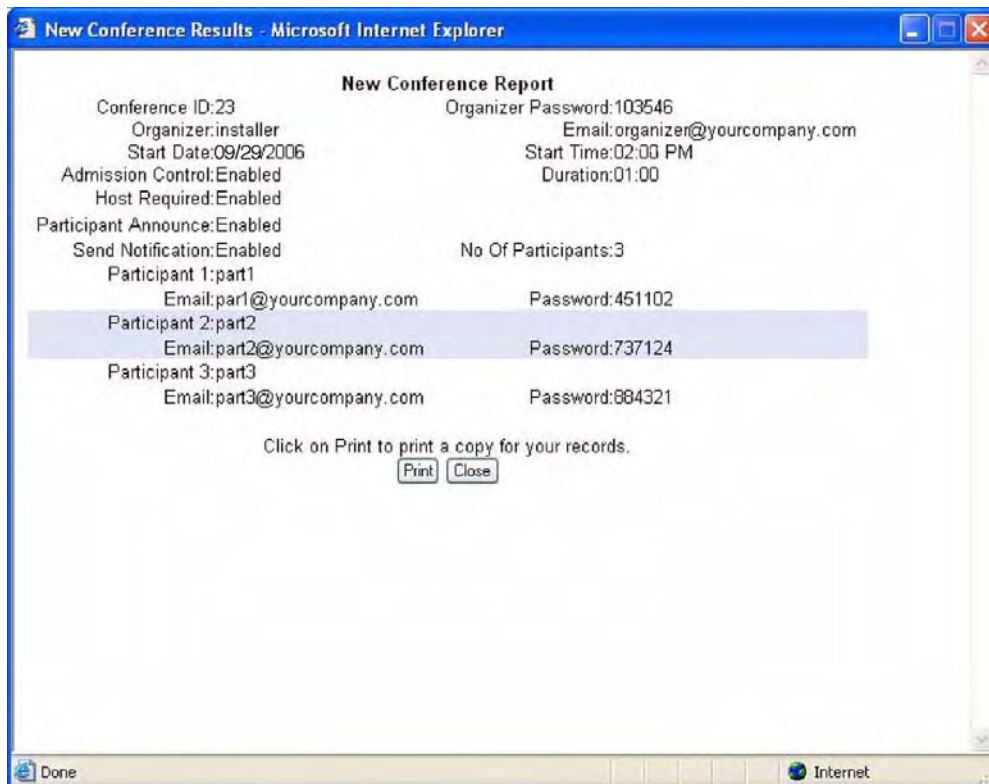 New Conference Results - Microsoft Internet Explorer
New Conference Report
Conference ID:23 Organizer Password:103546
Organizer:installer Email:organizer@yourcompany.com
Start Date:09/29/2006 Start Time:02:00 PM
Admission Control:Enabled Duration:01:00
Host Required:Enabled
Participant Announce:Enabled
Send Notification:Enabled No Of Participants:3
Participant 1:part1
Email:par1@yourcompany.com Password:451102
Participant 2:part2
Email:part2@yourcompany.com Password:737124
Participant 3:part3
Email:part3@yourcompany.com Password:884321
Click on Print to print a copy for your records.
Print Close
Done Internet